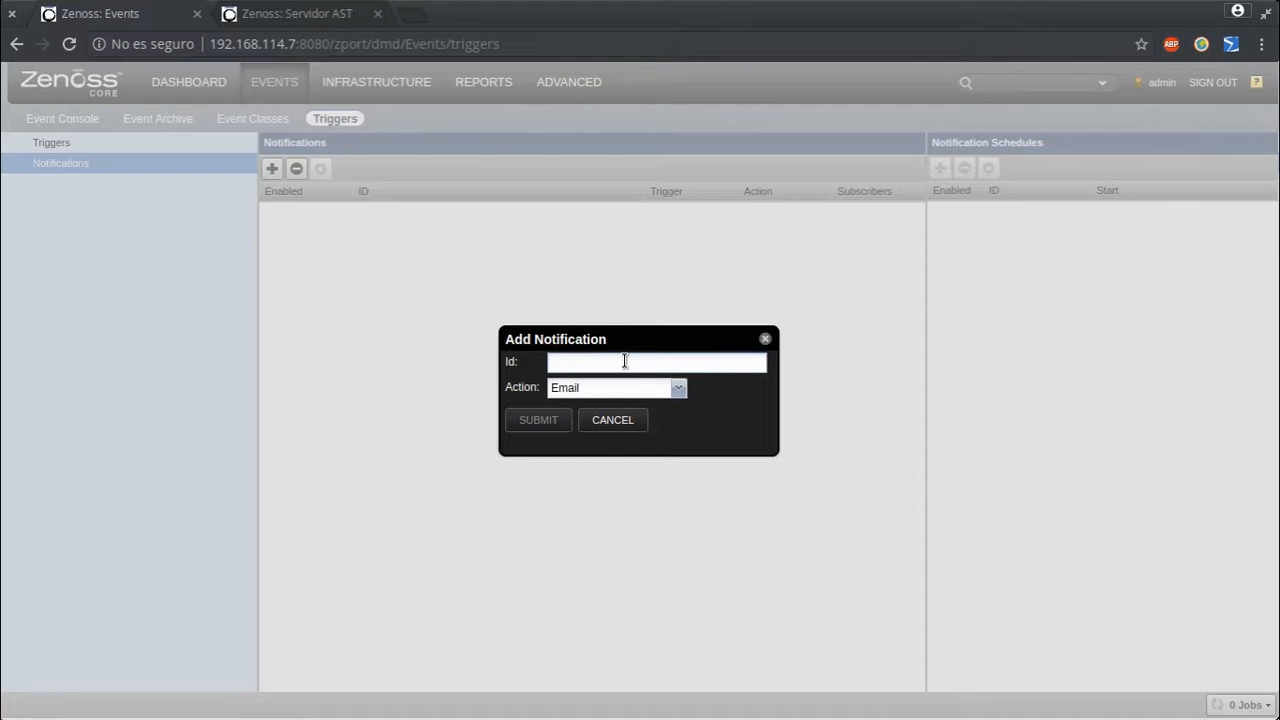 Zenoss: Events
Zenoss: Servidor AST
No es seguro 192.168.114.7:8080/zport/dmd/Events/triggers
ABP
Zenoss CORE
DASHBOARD EVENTS INFRASTRUCTURE REPORTS ADVANCED
admin SIGN OUT ?
Event Console Event Archive Event Classes Triggers
Triggers
Notifications
Notifications
Enabled ID Trigger Action Subscribers
Notification Schedules
Enabled ID Start
Add Notification
Id:
Action: Email
SUBMIT CANCEL
0 Jobs